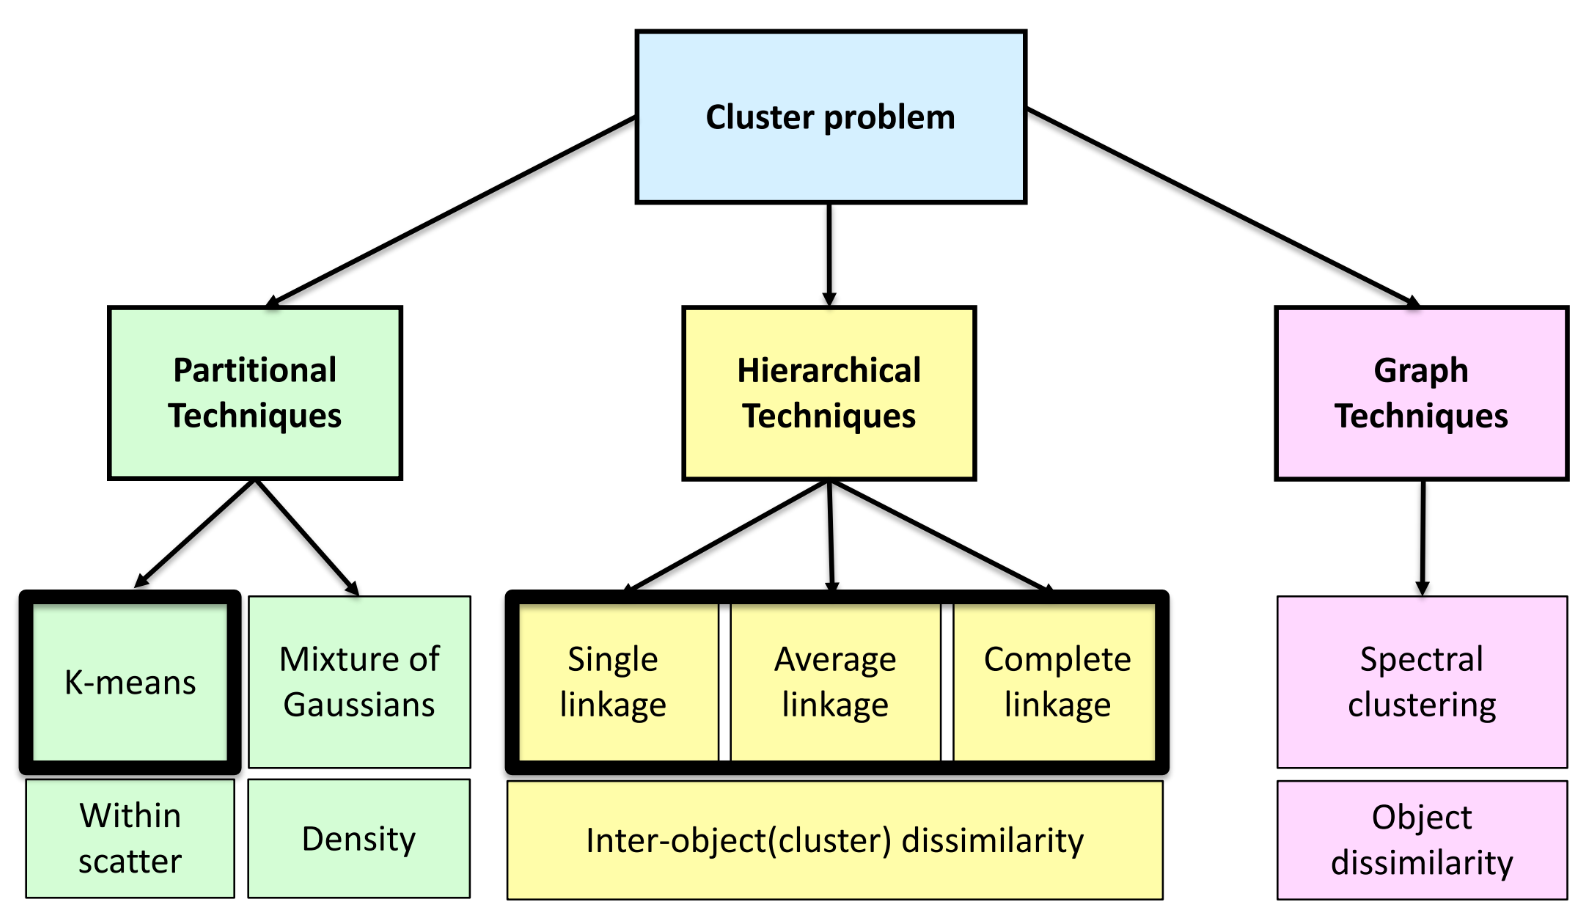 Cluster problem
Partitional
Techniques
Hierarchical
Techniques
Graph
Techniques
K-means
Mixture of
Gaussians
Single
linkage
Average
linkage
Complete
linkage
Spectral
clustering
Within
scatter
Density
Inter-object(cluster) dissimilarity
Object
dissimilarity